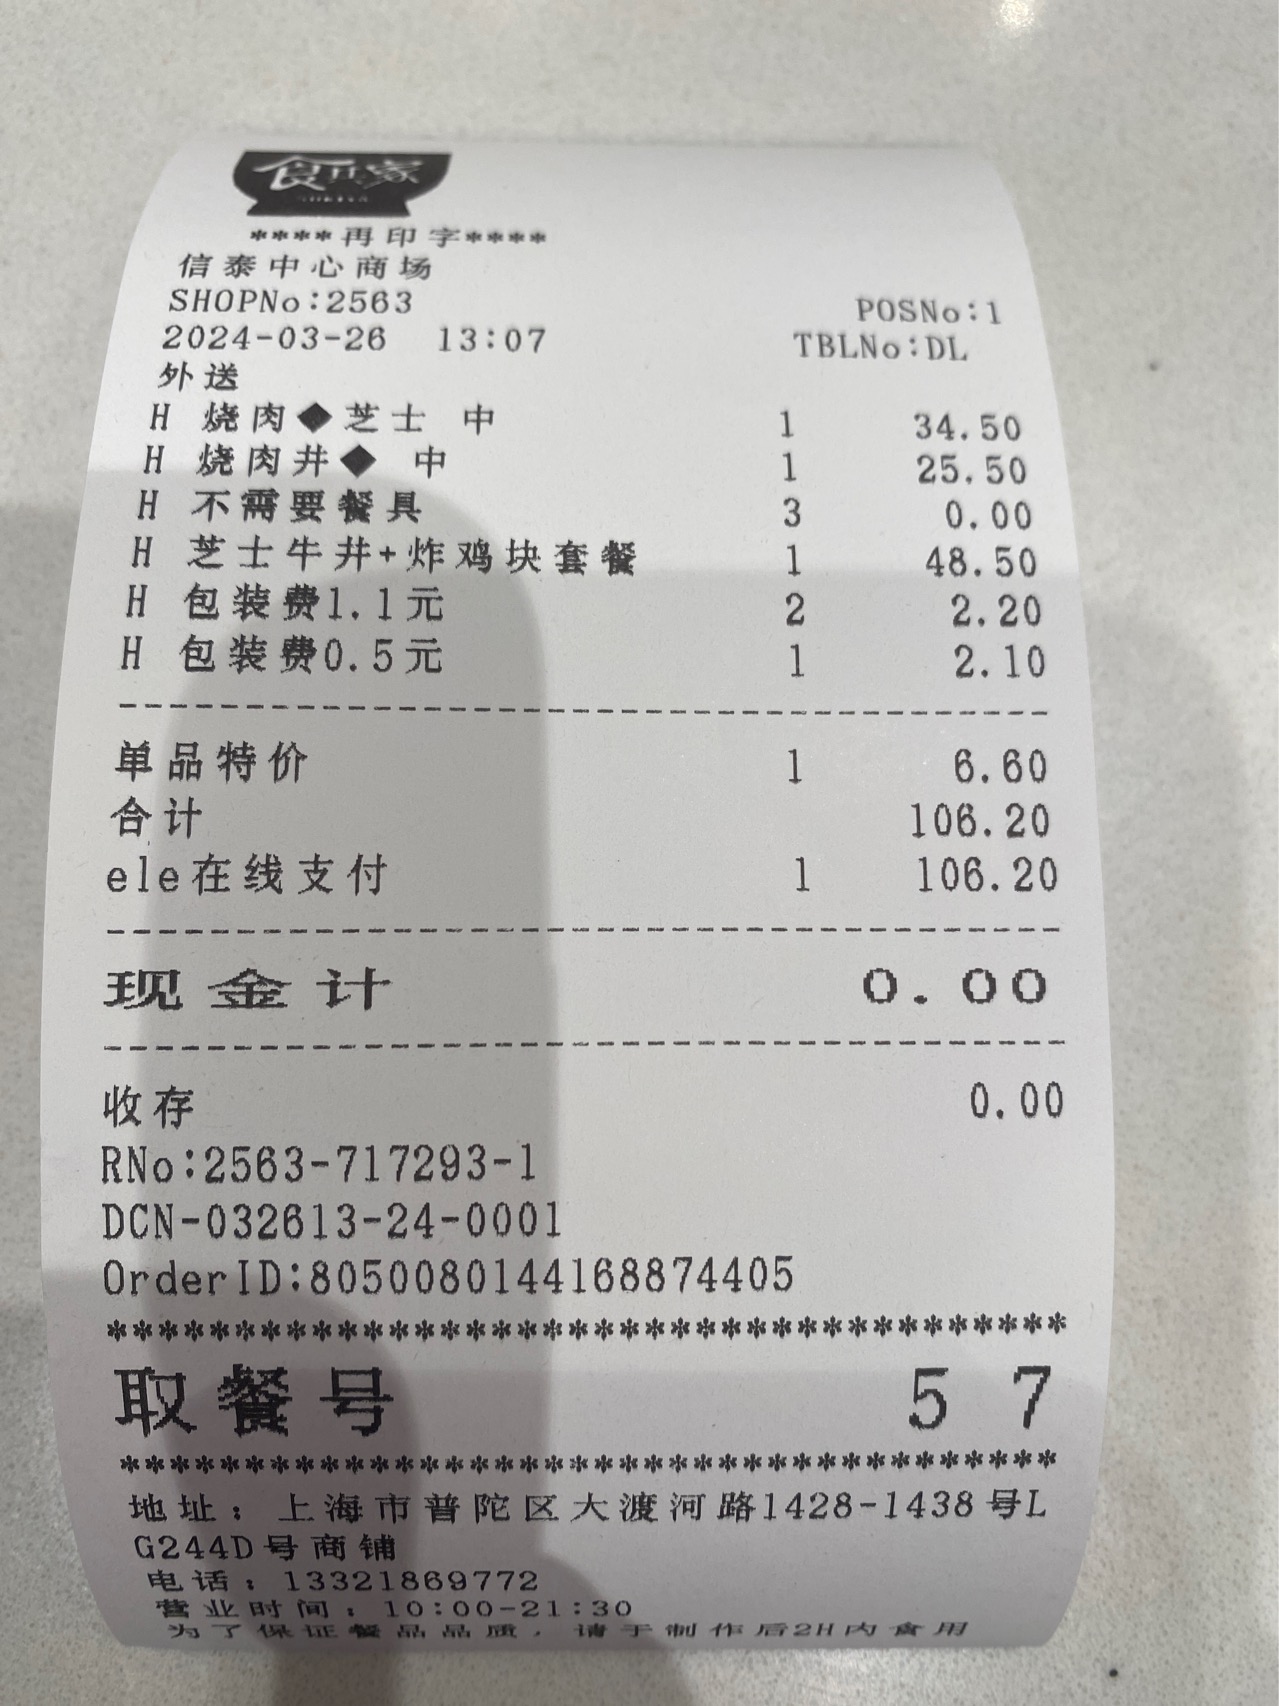 食其家
****再印字****
信泰中心商场
SHOPNo:2563 POSNo:1
2024-03-26 13:07 TBLNo:DL
外送
H 烧肉◆芝士 中 1 34.50
H 烧肉井◆ 中 1 25.50
H 不需要餐具 3 0.00
H 芝士牛井+炸鸡块套餐 1 48.50
H 包装费1.1元 2 2.20
H 包装费0.5元 1 2.10
单品特价 1 6.60
合计 106.20
ele在线支付 1 106.20
现金计 0.00
收存 0.00
RNo:2563-717293-1
DCN-032613-24-0001
OrderID:8050080144168874405
**************************************
取餐号 57
**************************************
地址：上海市普陀区大渡河路1428-1438号L
G244D号商铺
电话：13321869772
营业时间：10:00-21:30
为了保证餐品品质，请于制作后2H内食用